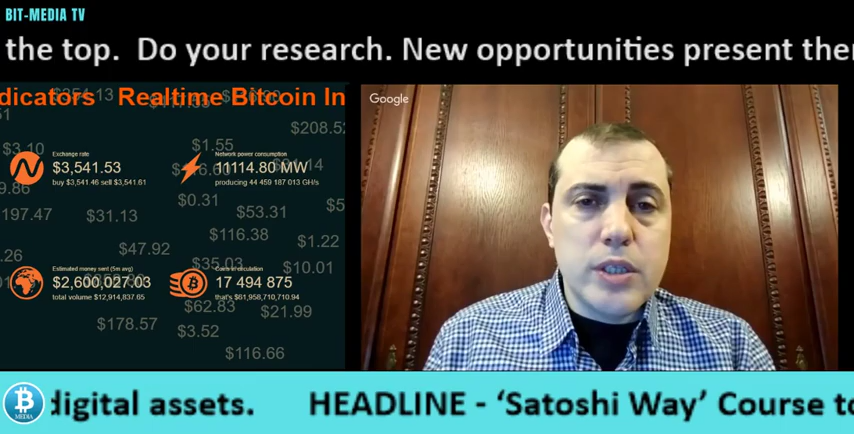 BIT-MEDIA TV
the top. Do your research. New opportunities present the
dicators Realtime Bitcoin In
Google
$208.52
$3.10
$1.55
Exchange rate
$3,541.53
buy $3,541.46 sell $3,541.61
Network power consumption
11114.80 MW
producing 44 459 187 013 GH/s
$0.31
197.47
$31.13
$53.31
$116.38
$1.22
$47.92
.26
$35.03
$10.01
Estimated money sent (5m avg)
$2,600,027.03
total volume $12,914,837.65
Coins in circulation
17 494 875
that's $61,958,710,710.94
$62.83
$21.99
$178.57
$3.52
$116.66
B
MEDIA
digital assets. HEADLINE - ‘Satoshi Way’ Course to